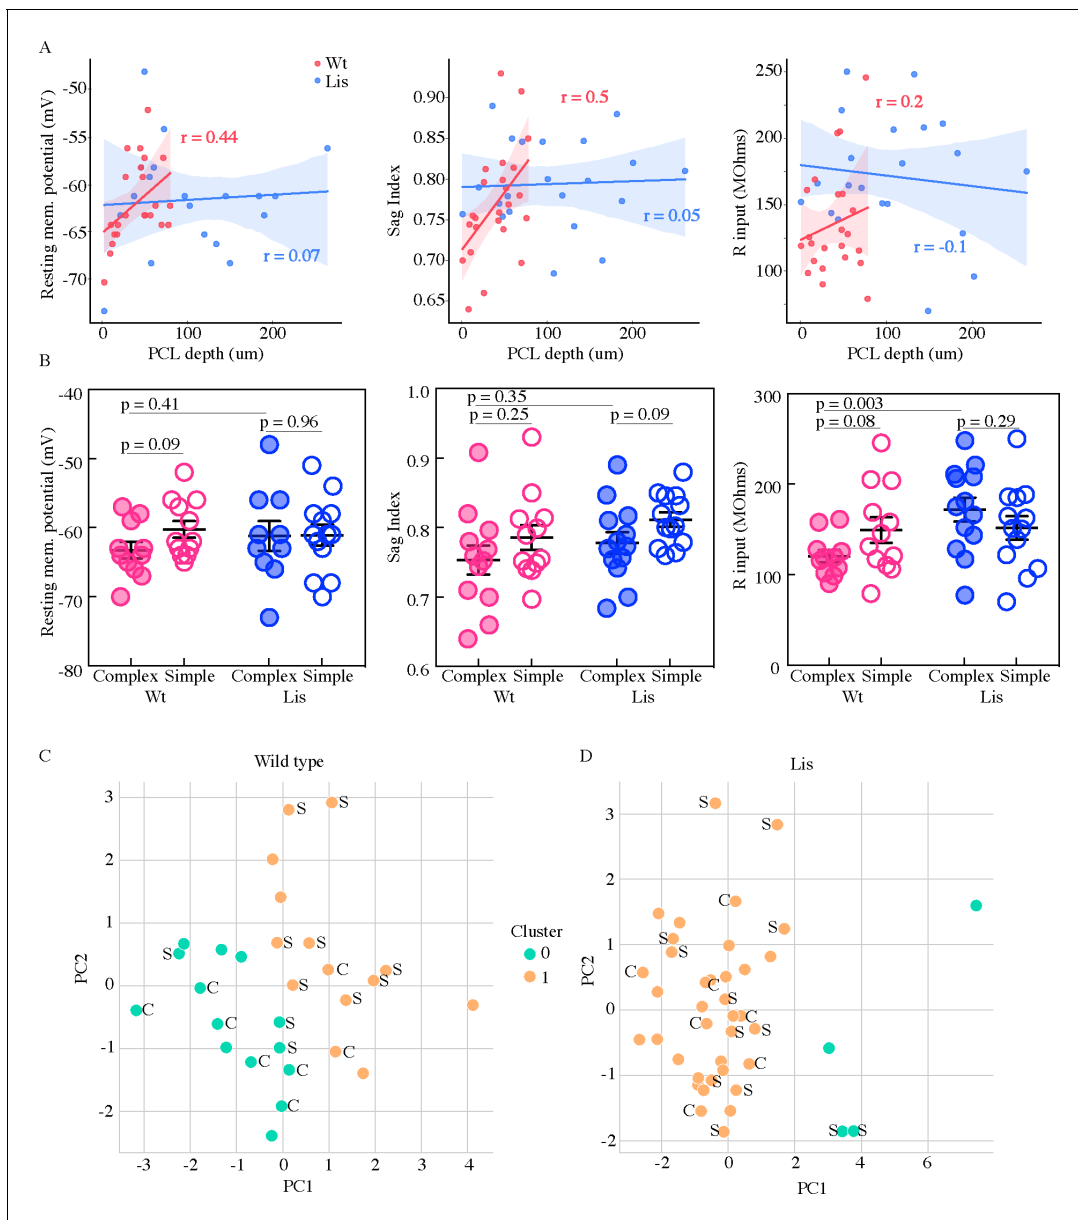 A
Wt
Lis
Resting mem. potential (mV)
-50
-55
-60
-65
-70
r = 0.44
r = 0.07
0
100
200
PCL depth (um)
Sag Index
0.90
0.85
0.80
0.75
0.70
0.65
r = 0.5
r = 0.05
0
100
200
PCL depth (um)
R input (MOhms)
250
200
150
100
r = 0.2
r = -0.1
0
100
200
PCL depth (um)
B
Resting mem. potential (mV)
-40
-50
-60
-70
-80
p = 0.41
p = 0.96
p = 0.09
Complex Simple
Complex Simple
Wt
Lis
Sag Index
1.0
0.9
0.8
0.7
0.6
p = 0.35
p = 0.25
p = 0.09
Complex Simple
Complex Simple
Wt
Lis
R input (MOhms)
300
200
100
0
p = 0.003
p = 0.08
p = 0.29
Complex Simple
Complex Simple
Wt
Lis
C
Wild type
PC2
3
2
1
0
-1
-2
S
S
S
S
S
C
S
S
C
S
S
C
C
S
S
C
C
C
C
-3
-2
-1
0
1
2
3
4
PC1
Cluster
0
1
D
Lis
PC2
3
2
1
0
-1
-2
S
S
C
S
S
S
C
C
S
C
C
S
S
C
S
S
C
S
S
S
-2
0
2
4
6
PC1